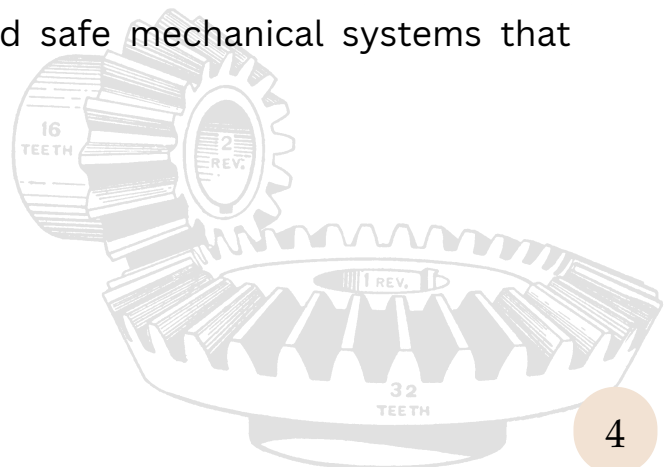 d safe mechanical systems that
16
TEETH
2
REV.
1 REV.
32
TEETH
4